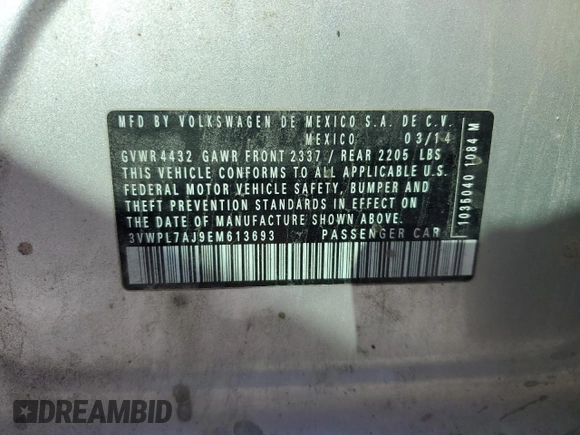 MFD BY VOLKSWAGEN DE MEXICO S.A. DE C.V.
MEXICO 03/14
GVWR 4432 GAWR FRONT 2337 / REAR 2205 LBS
THIS VEHICLE CONFORMS TO ALL APPLICABLE U.S.
FEDERAL MOTOR VEHICLE SAFETY, BUMPER AND
THEFT PREVENTION STANDARDS IN EFFECT ON
THE DATE OF MANUFACTURE SHOWN ABOVE.
3VWPL7AJ9EM613693 PASSENGER CAR
1035040 1084 M
DREAMBID